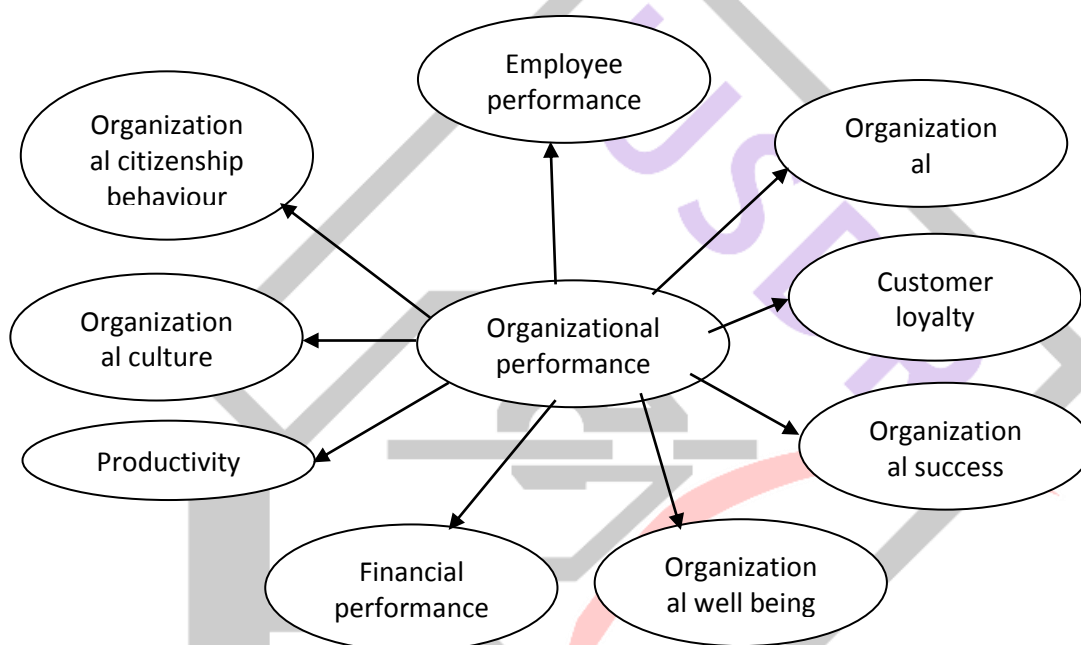 Employee
performance
Organization
al citizenship
behaviour
Organization
al
Organization
al culture
Organizational
performance
Customer
loyalty
Productivity
Organization
al success
Financial
performance
Organization
al well being
USER